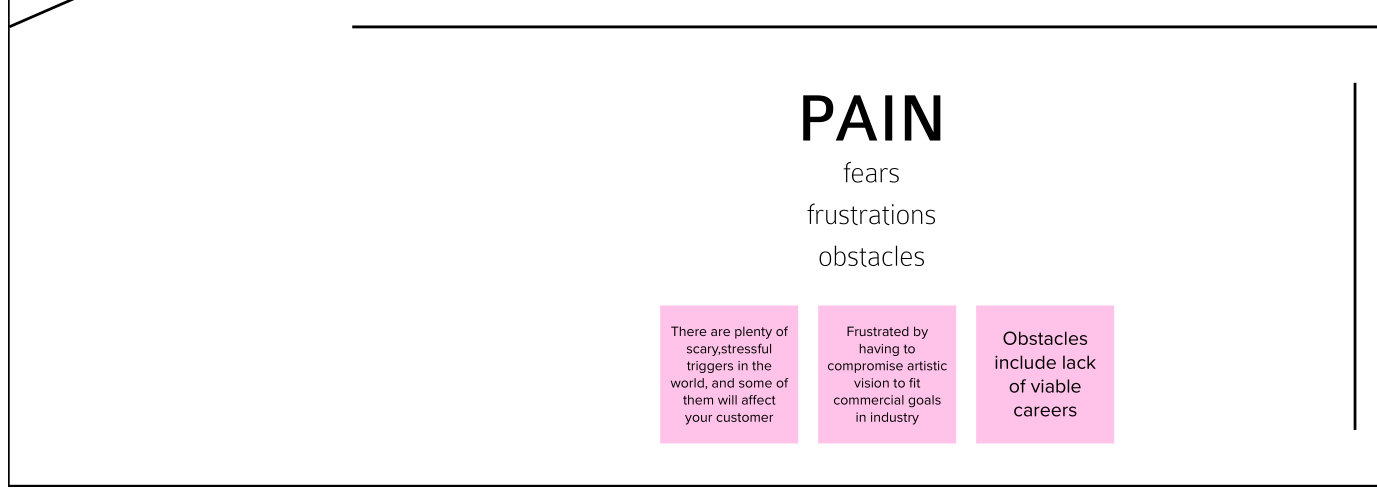 PAIN
fears
frustrations
obstacles
There are plenty of
scary,stressful
triggers in the
world, and some of
them will affect
your customer
Frustrated by
having to
compromise artistic
vision to fit
commercial goals
in industry
Obstacles
include lack
of viable
careers